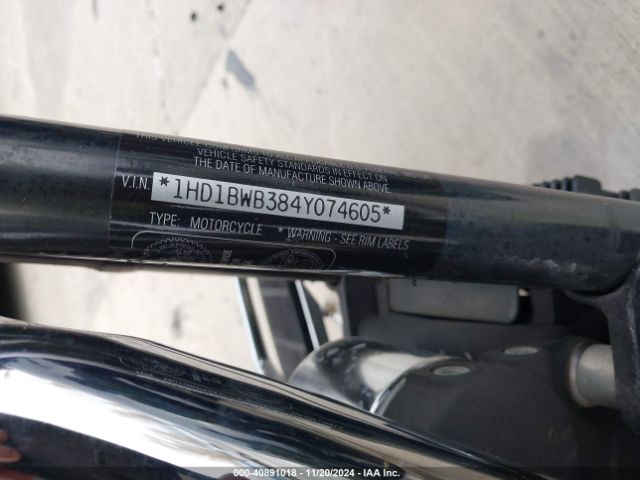 VEHICLE SAFETY STANDARDS IN EFFECT ON
THE DATE OF MANUFACTURE SHOWN ABOVE
V.I.N. *1HD1BWB384Y074605*
TYPE: MOTORCYCLE * WARNING - SEE RIM LABELS
000-40891018 - 11/20/2024 - IAA Inc.